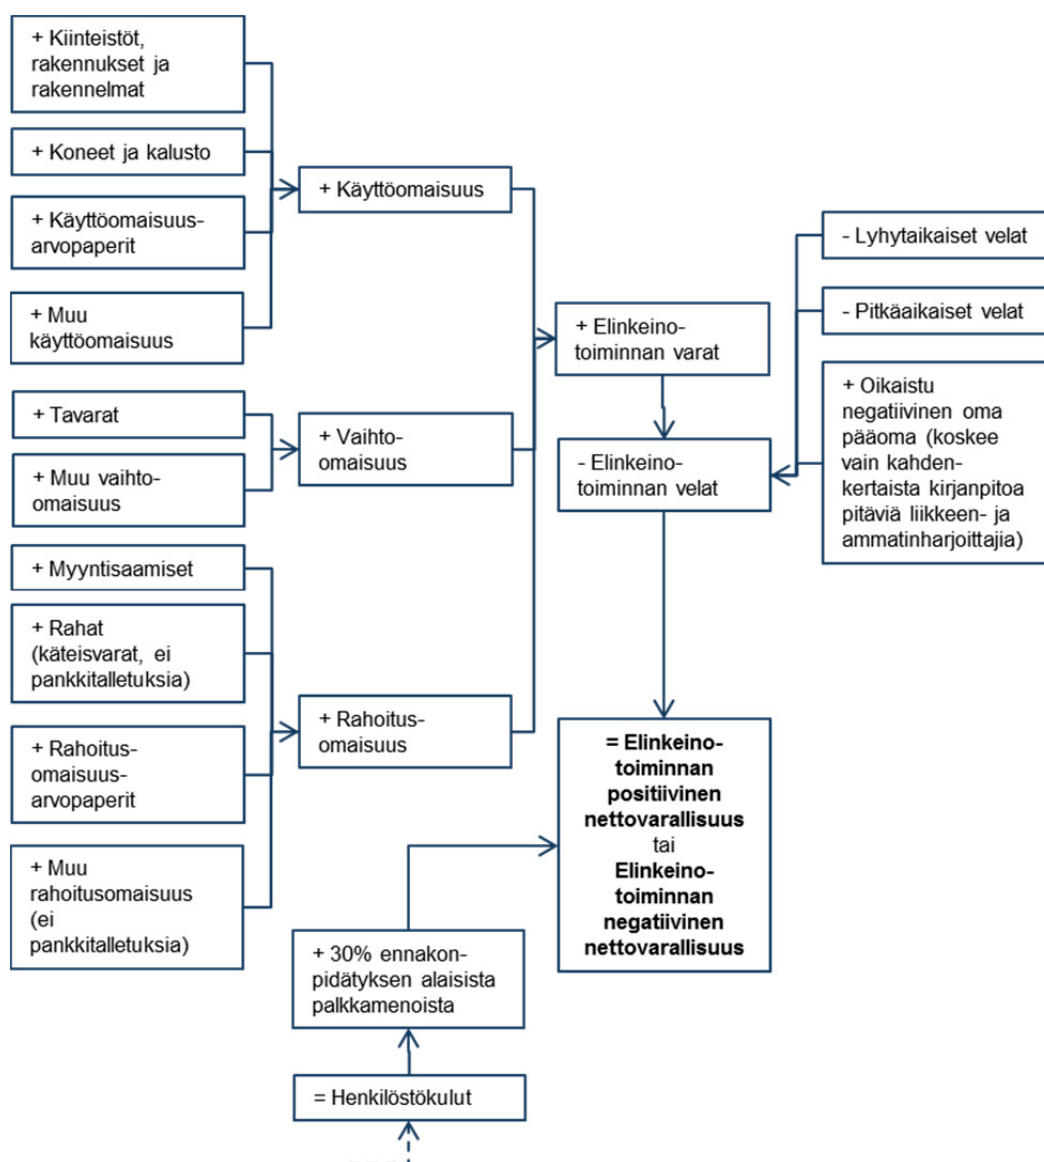 + Kiinteistöt,
rakennukset ja
rakennelmat
+ Koneet ja kalusto
+ Käyttöomaisuus-
arvopaperit
+ Muu
käyttöomaisuus
+ Käyttöomaisuus
+ Tavarat
+ Muu vaihto-
omaisuus
+ Vaihto-
omaisuus
+ Myyntisaamiset
+ Rahat
(käteisvarat, ei
pankkitalletuksia)
+ Rahoitus-
omaisuus-
arvopaperit
+ Muu
rahoitusomaisuus
(ei
pankkitalletuksia)
+ Rahoitus-
omaisuus
+ Elinkeino-
toiminnan varat
- Elinkeino-
toiminnan velat
- Lyhytaikaiset velat
- Pitkäaikaiset velat
+ Oikaistu
negatiivinen oma
pääoma (koskee
vain kahden-
kertaista kirjanpitoa
pitäviä liikkeen- ja
ammatinharjoittajia)
= Elinkeino-
toiminnan
positiivinen
nettovarallisuus
tai
Elinkeino-
toiminnan
negatiivinen
nettovarallisuus
+ 30% ennakon-
pidätyksen alaisista
palkkamenoista
= Henkilöstökulut